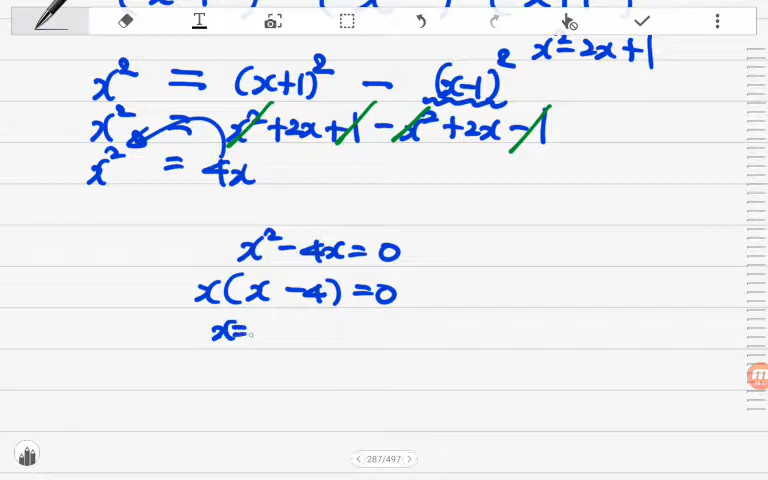 x² - 2x + 1
x² = (x+1)² - (x-1)²
x² = x² + 2x + 1 - x² + 2x - 1
x² = 4x
x² - 4x = 0
x(x - 4) = 0
x=
287/497